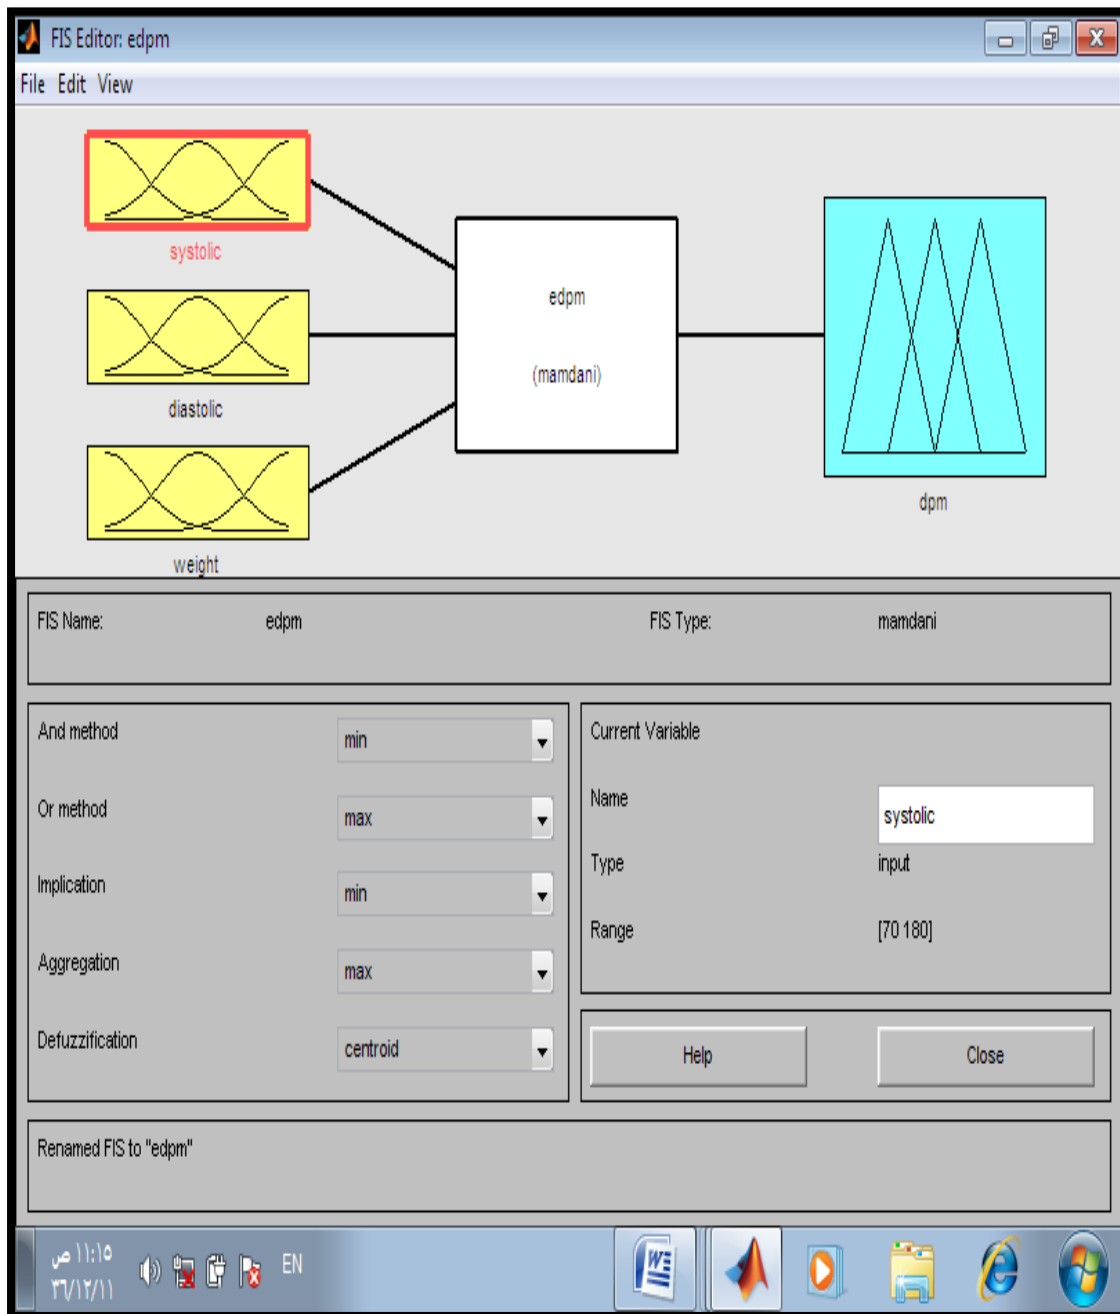 FIS Editor: edpm
File Edit View
systolic
diastolic
weight
edpm
(mamdani)
dpm
FIS Name: edpm FIS Type: mamdani
And method min
Or method max
Implication min
Aggregation max
Defuzzification centroid
Current Variable
Name systolic
Type input
Range [70 180]
Help Close
Renamed FIS to "edpm"
١١:١٥ ص
٣٦/١٢/١١
EN